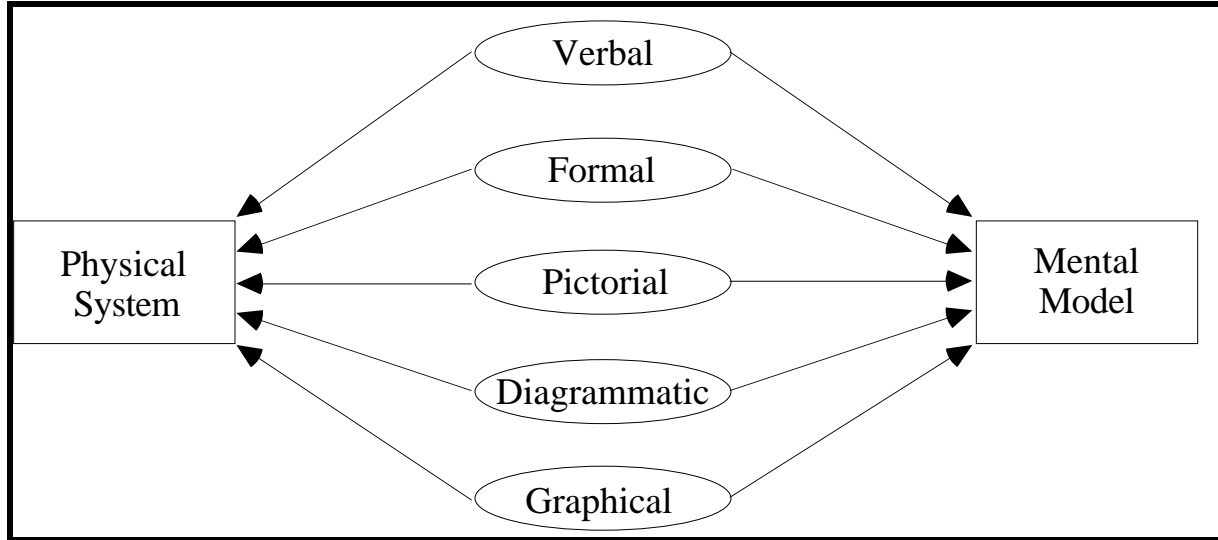 Verbal
Formal
Physical
System
Pictorial
Mental
Model
Diagrammatic
Graphical